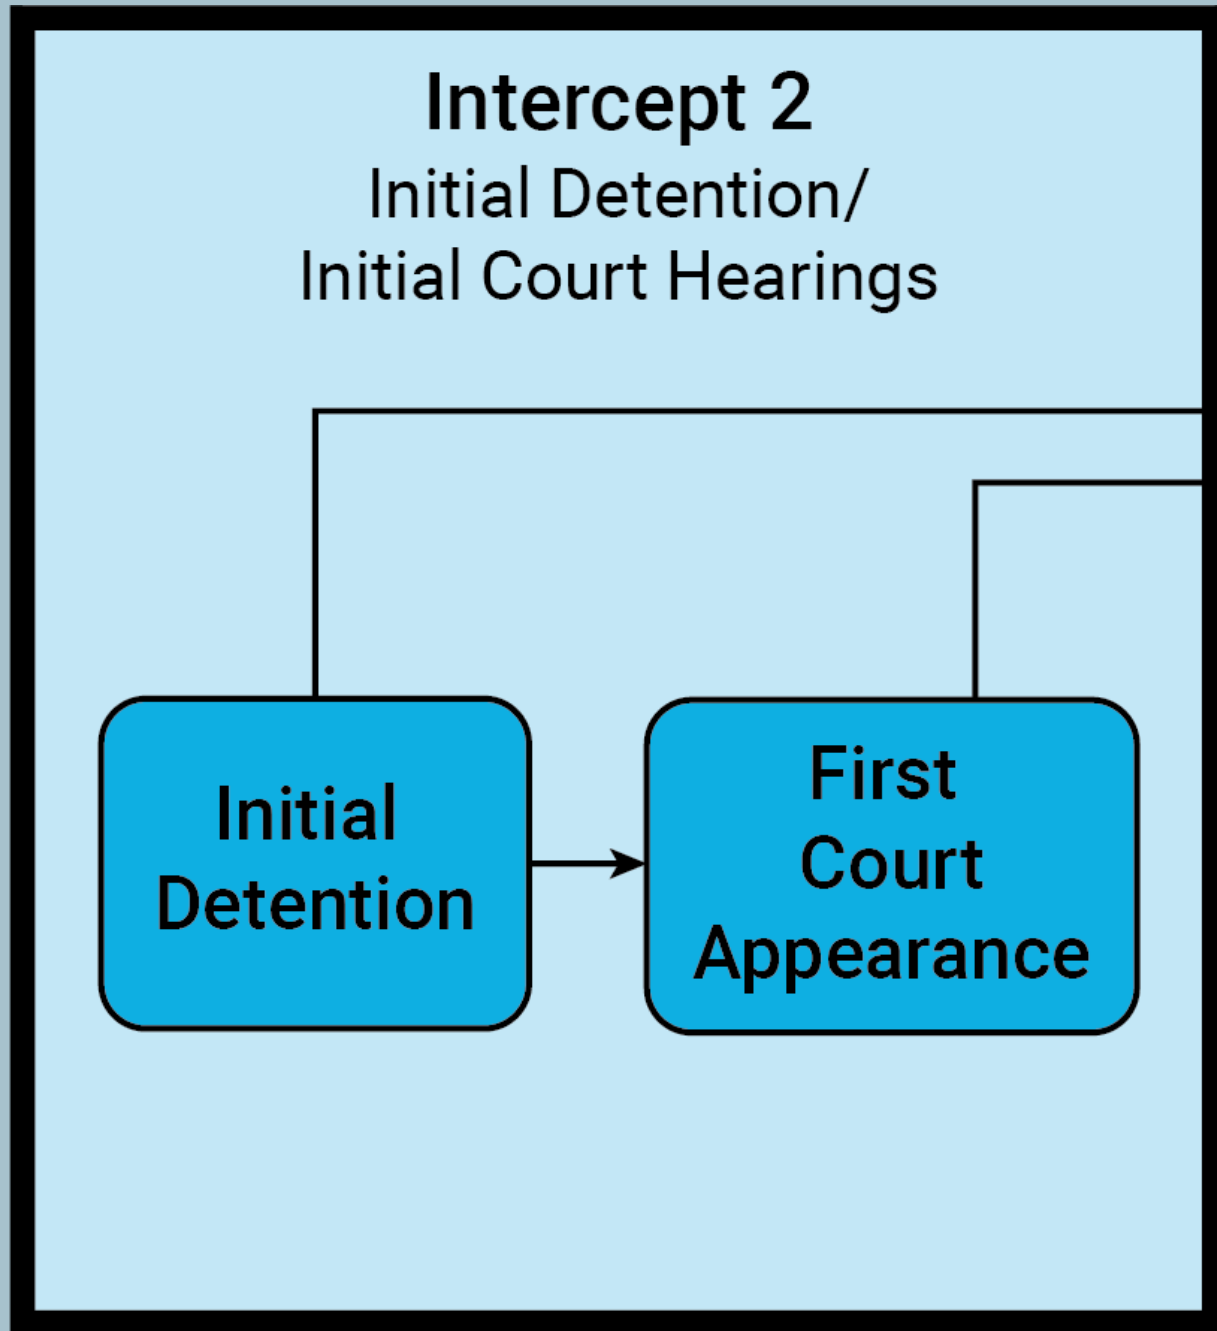 Intercept 2
Initial Detention/
Initial Court Hearings
Initial
Detention
First
Court
Appearance